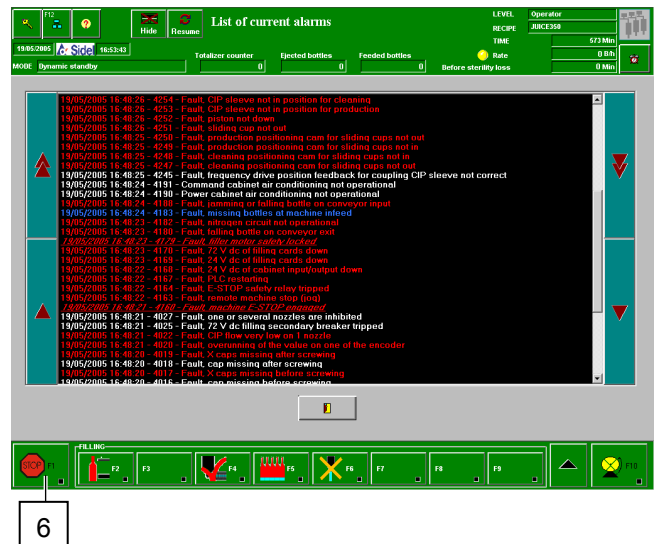 F12
Hide
Resume
List of current alarms
LEVEL Operator
RECIPE JUICE350
TIME 673 Min
19/05/2005 Sidel 16:53:43
Rate 0 B/h
Totalizer counter Ejected bottles Feeded bottles
MODE Dynamic standby 0 0 0 Before sterility loss 0 Min
19/05/2005 16:48:26 - 4254 - Fault, CIP sleeve not in position for cleaning
19/05/2005 16:48:26 - 4253 - Fault, CIP sleeve not in position for production
19/05/2005 16:48:26 - 4252 - Fault, piston not down
19/05/2005 16:48:26 - 4251 - Fault, sliding cup not out
19/05/2005 16:48:25 - 4250 - Fault, production positioning cam for sliding cups not out
19/05/2005 16:48:25 - 4249 - Fault, production positioning cam for sliding cups not in
19/05/2005 16:48:25 - 4248 - Fault, cleaning positioning cam for sliding cups not in
19/05/2005 16:48:25 - 4247 - Fault, cleaning positioning cam for sliding cups not out
19/05/2005 16:48:25 - 4245 - Fault, frequency drive position feedback for coupling CIP sleeve not correct
19/05/2005 16:48:24 - 4191 - Command cabinet air conditioning not operational
19/05/2005 16:48:24 - 4190 - Power cabinet air conditioning not operational
19/05/2005 16:48:24 - 4188 - Fault, jamming or falling bottle on conveyor input
19/05/2005 16:48:24 - 4183 - Fault, missing bottles at machine infeed
19/05/2005 16:48:23 - 4182 - Fault, nitrogen circuit not operational
19/05/2005 16:48:23 - 4180 - Fault, falling bottle on conveyor exit
19/05/2005 16:48:23 - 4179 - Fault, filler motor safety locked
19/05/2005 16:48:23 - 4170 - Fault, 72 V dc of filling cards down
19/05/2005 16:48:23 - 4169 - Fault, 24 V dc of filling cards down
19/05/2005 16:48:22 - 4168 - Fault, 24 V dc of cabinet input/output down
19/05/2005 16:48:22 - 4167 - Fault, PLC restarting
19/05/2005 16:48:22 - 4164 - Fault, E-STOP safety relay tripped
19/05/2005 16:48:22 - 4163 - Fault, remote machine stop (jog)
19/05/2005 16:48:21 - 4160 - Fault, machine E-STOP engaged
19/05/2005 16:48:21 - 4027 - Fault, one or several nozzles are inhibited
19/05/2005 16:48:21 - 4025 - Fault, 72 V dc filling secondary breaker tripped
19/05/2005 16:48:21 - 4022 - Fault, CIP flow very low on 1 nozzle
19/05/2005 16:48:21 - 4020 - Fault, overunning of the value on one of the encoder
19/05/2005 16:48:20 - 4019 - Fault, X caps missing after screwing
19/05/2005 16:48:20 - 4018 - Fault, cap missing after screwing
19/05/2005 16:48:20 - 4017 - Fault, X caps missing before screwing
19/05/2005 16:48:20 - 4016 - Fault, cap missing before screwing
FILLING
STOP F1 F2 F3 F4 F5 F6 F7 F8 F9 F10
6